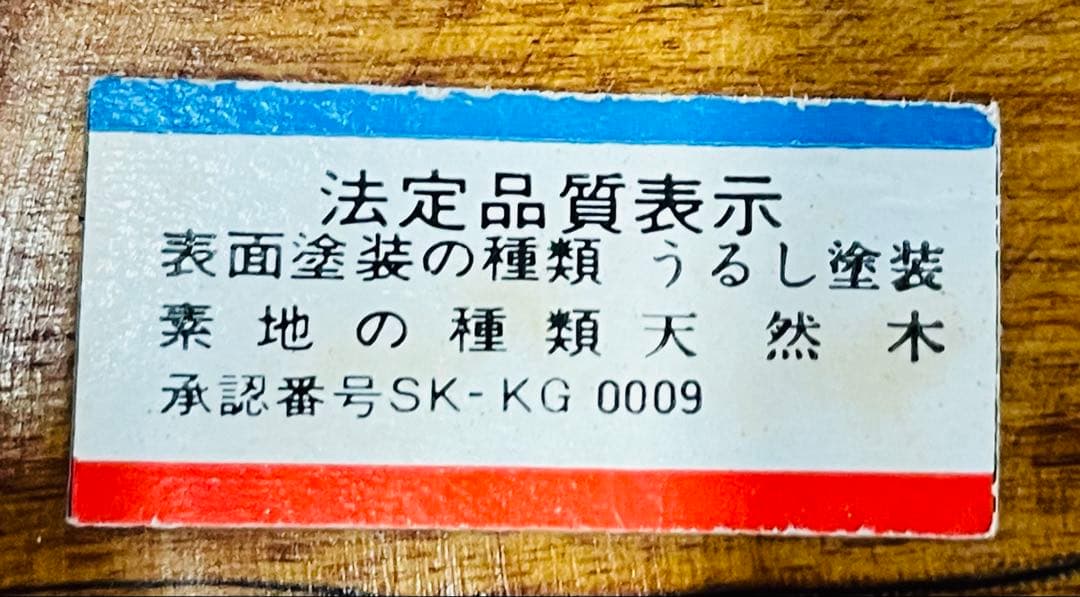 法定品質表示
表面塗装の種類 うるし塗装
素地の種類 天然木
承認番号SK-KG 0009